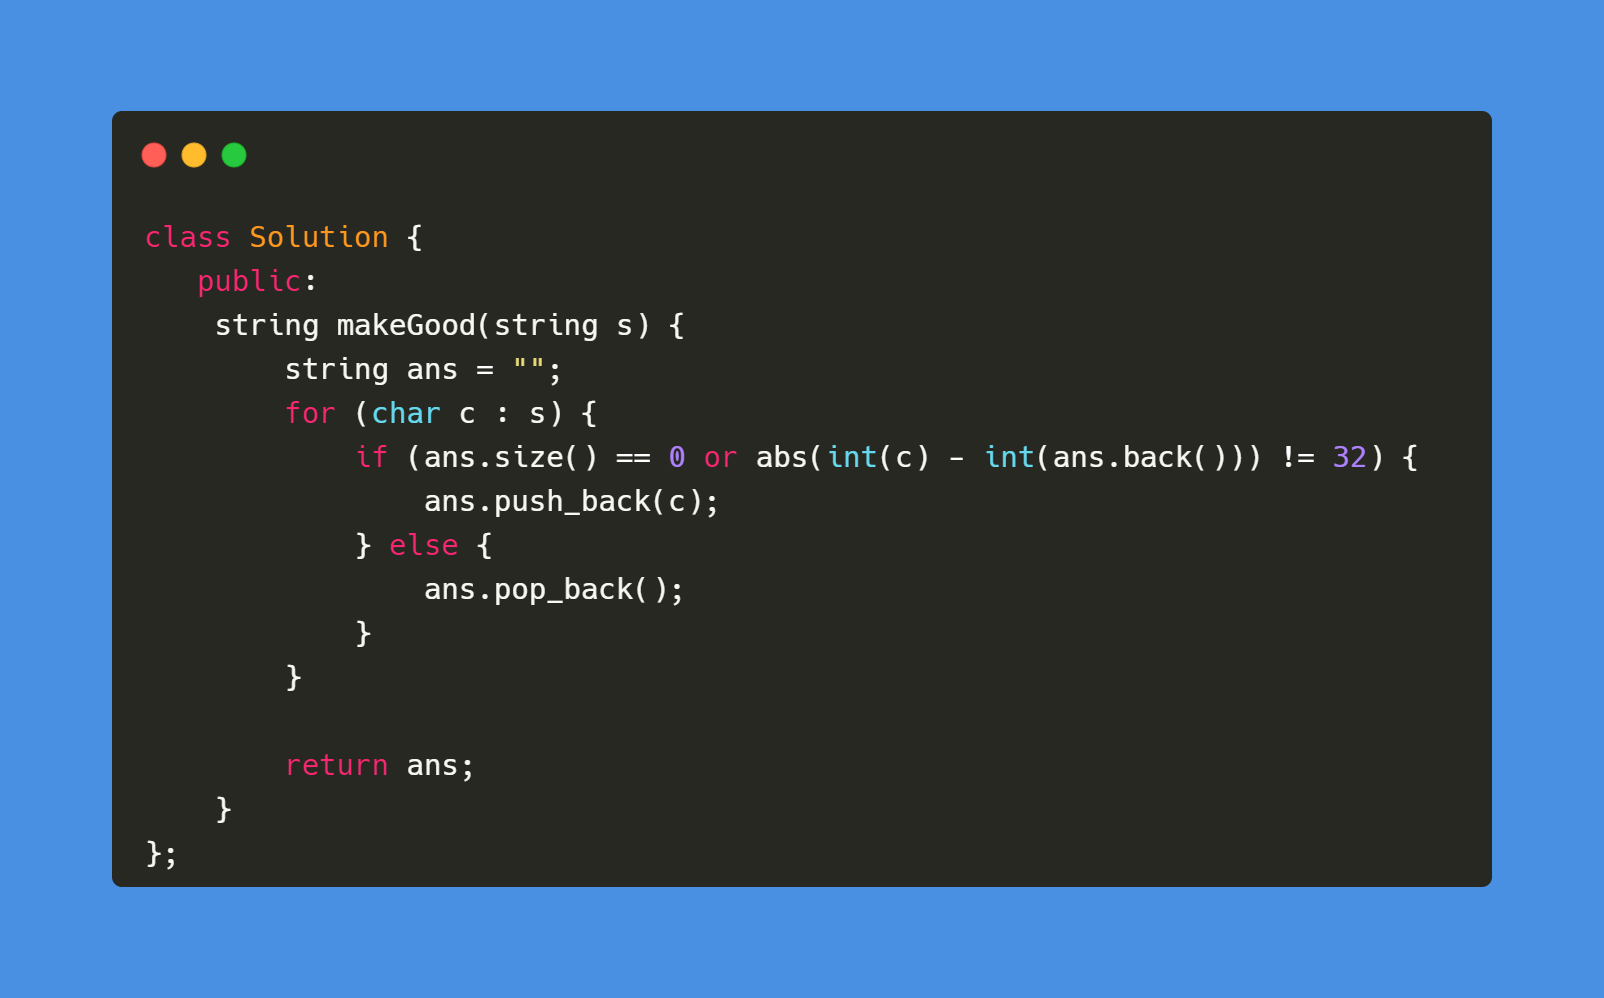 class Solution {
   public:
    string makeGood(string s) {
        string ans = "";
        for (char c : s) {
            if (ans.size() == 0 or abs(int(c) - int(ans.back())) != 32) {
                ans.push_back(c);
            } else {
                ans.pop_back();
            }
        }

        return ans;
    }
};